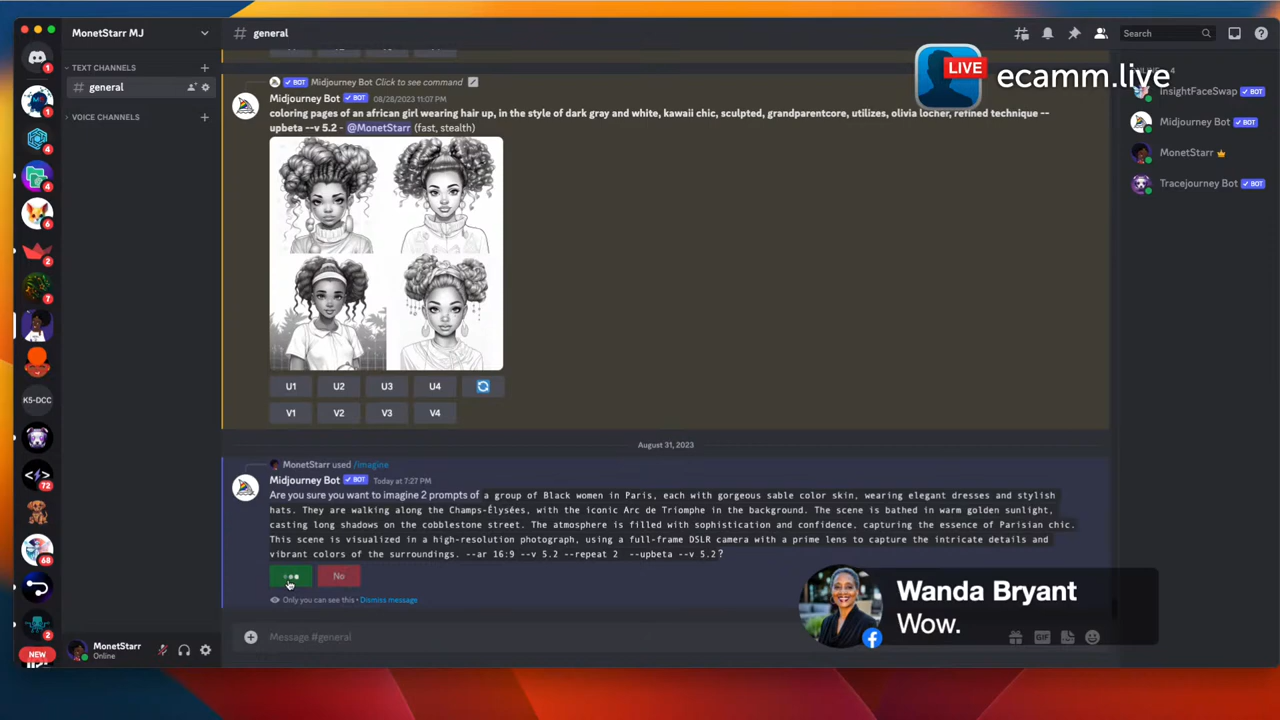 MonetStarr MJ
# general
Search
TEXT CHANNELS
# general
VOICE CHANNELS
1
1
4
4
6
2
7
K5-DCC
72
68
2
NEW
MonetStarr
Online
BOT Midjourney Bot Click to see command
Midjourney Bot BOT 08/28/2023 11:07 PM
coloring pages of an african girl wearing hair up, in the style of dark gray and white, kawaii chic, sculpted, grandparentcore, utilizes, olivia locher, refined technique --
upbeta --v 5.2 - @MonetStarr (fast, stealth)
U1 U2 U3 U4
V1 V2 V3 V4
August 31, 2023
MonetStarr used /imagine
Midjourney Bot BOT Today at 7:27 PM
Are you sure you want to imagine 2 prompts of a group of Black women in Paris, each with gorgeous sable color skin, wearing elegant dresses and stylish
hats. They are walking along the Champs-Élysées, with the iconic Arc de Triomphe in the background. The scene is bathed in warm golden sunlight,
casting long shadows on the cobblestone street. The atmosphere is filled with sophistication and confidence, capturing the essence of Parisian chic.
This scene is visualized in a high-resolution photograph, using a full-frame DSLR camera with a prime lens to capture the intricate details and
vibrant colors of the surroundings. --ar 16:9 --v 5.2 --repeat 2 --upbeta --v 5.2?
No
Only you can see this • Dismiss message
Message #general
GIF
LIVE
ecamm.live
InsightFaceSwap BOT
Midjourney Bot BOT
MonetStarr
Tracejourney Bot BOT
Wanda Bryant
Wow.